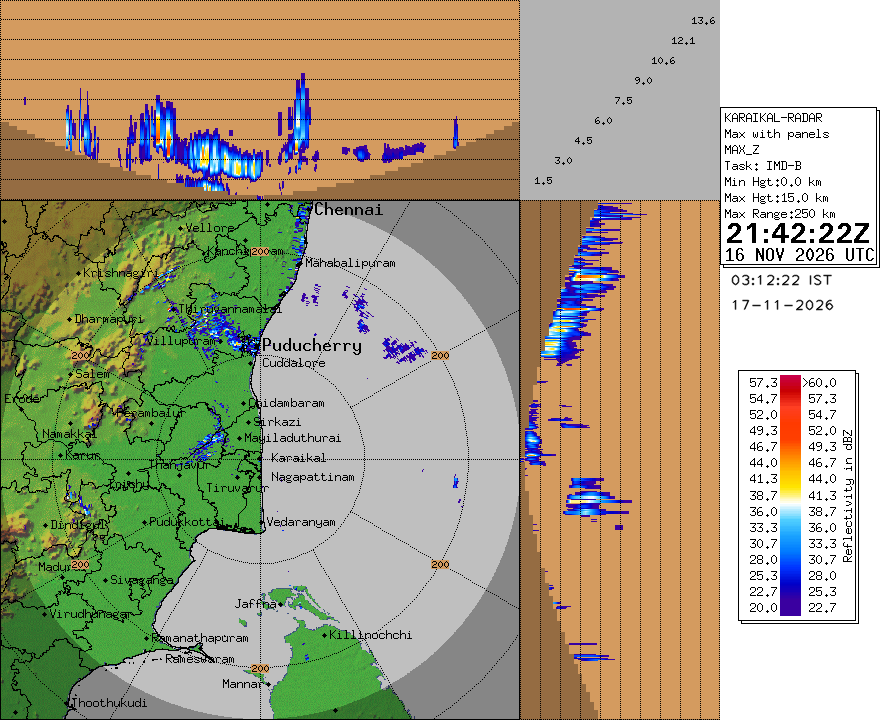 13.6
12.1
10.6
9.0
7.5
6.0
4.5
3.0
1.5
KARAIKAL-RADAR
Max with panels
MAX_Z
Task: IMD-B
Min Hgt:0.0 km
Max Hgt:15.0 km
Max Range:250 km
21:42:22Z
16 NOV 2026 UTC
03:12:22 IST
17-11-2026
Chennai
Vellore
200
Mahabalipuram
Krishnagiri
Thiruvannamalai
Dharmapuri
Villupuram
Puducherry
200
200
Cuddalore
Salem
Erode
Chidambaram
Perambalur
Sirkazi
Namakkal
Mayiladuthurai
Karur
Karaikal
Thanjavur
Nagapattinam
Tiruvarur
Dindigul
Pudukkottai
Vedaranyam
200
200
Sivaganga
Jaffna
Virudhunagar
Killinochchi
Ramanathapuram
Rameswaram
200
Mannar
Thoothukudi
57.3 >60.0
54.7 57.3
52.0 54.7
49.3 52.0
46.7 49.3
44.0 46.7
41.3 44.0
38.7 41.3
36.0 38.7
33.3 36.0
30.7 33.3
28.0 30.7
25.3 28.0
22.7 25.3
20.0 22.7
Reflectivity in dBZ